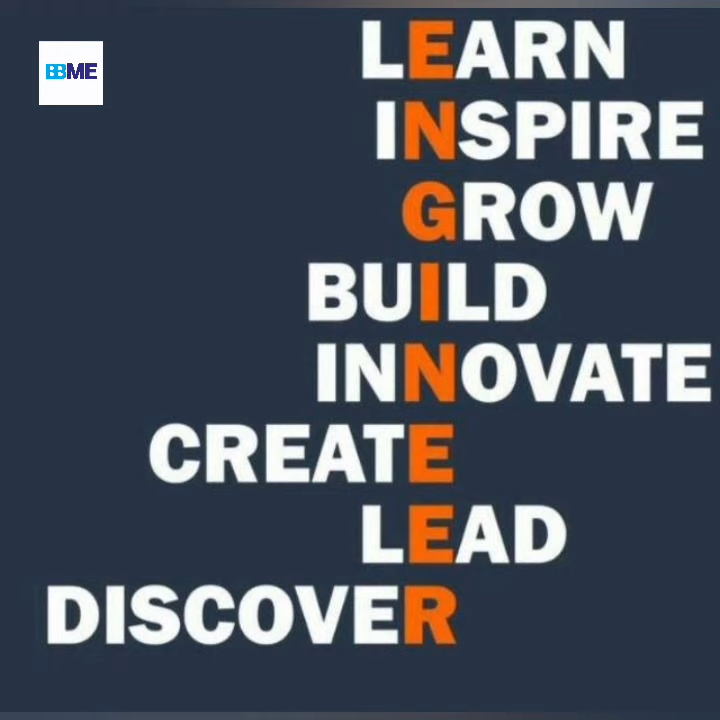 BBME
LEARN
INSPIRE
GROW
BUILD
INNOVATE
CREATE
LEAD
DISCOVER